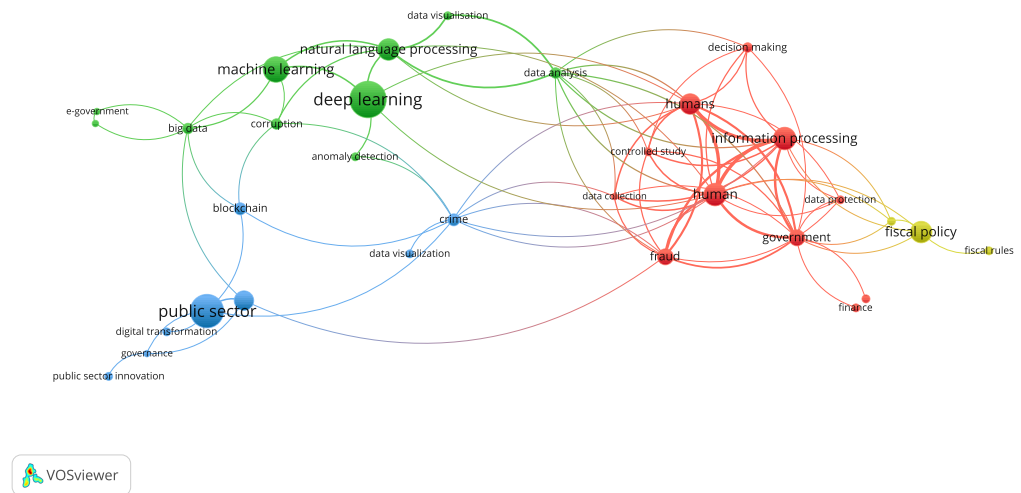 data visualisation
natural language processing
decision making
machine learning
data analysis
deep learning
humans
e-government
big data
corruption
information processing
anomaly detection
controlled study
human
data collection
data protection
blockchain
crime
government
fiscal policy
data visualization
fraud
fiscal rules
public sector
finance
digital transformation
governance
public sector innovation
VOSviewer